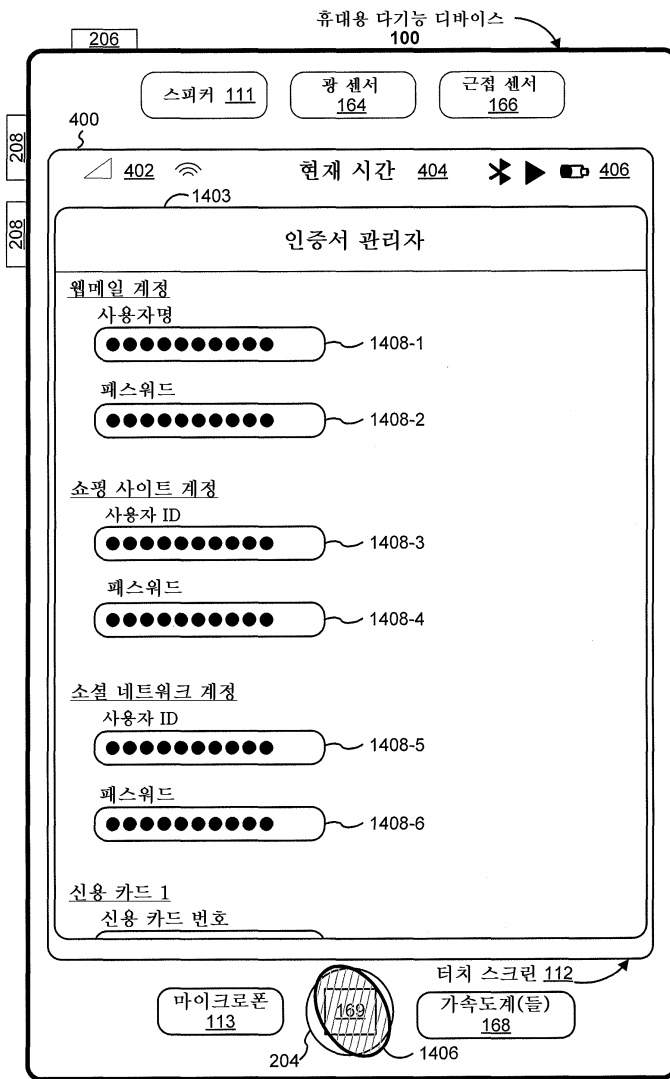 휴대용 다기능 디바이스
100
206
스피커 111
광 센서
164
근접 센서
166
208
208
400
402
현재 시간 404
406
1403
인증서 관리자
웹메일 계정
사용자명
1408-1
패스워드
1408-2
쇼핑 사이트 계정
사용자 ID
1408-3
패스워드
1408-4
소셜 네트워크 계정
사용자 ID
1408-5
패스워드
1408-6
신용 카드 1
신용 카드 번호
터치 스크린 112
마이크로폰
113
169
가속도계(들)
168
204
1406